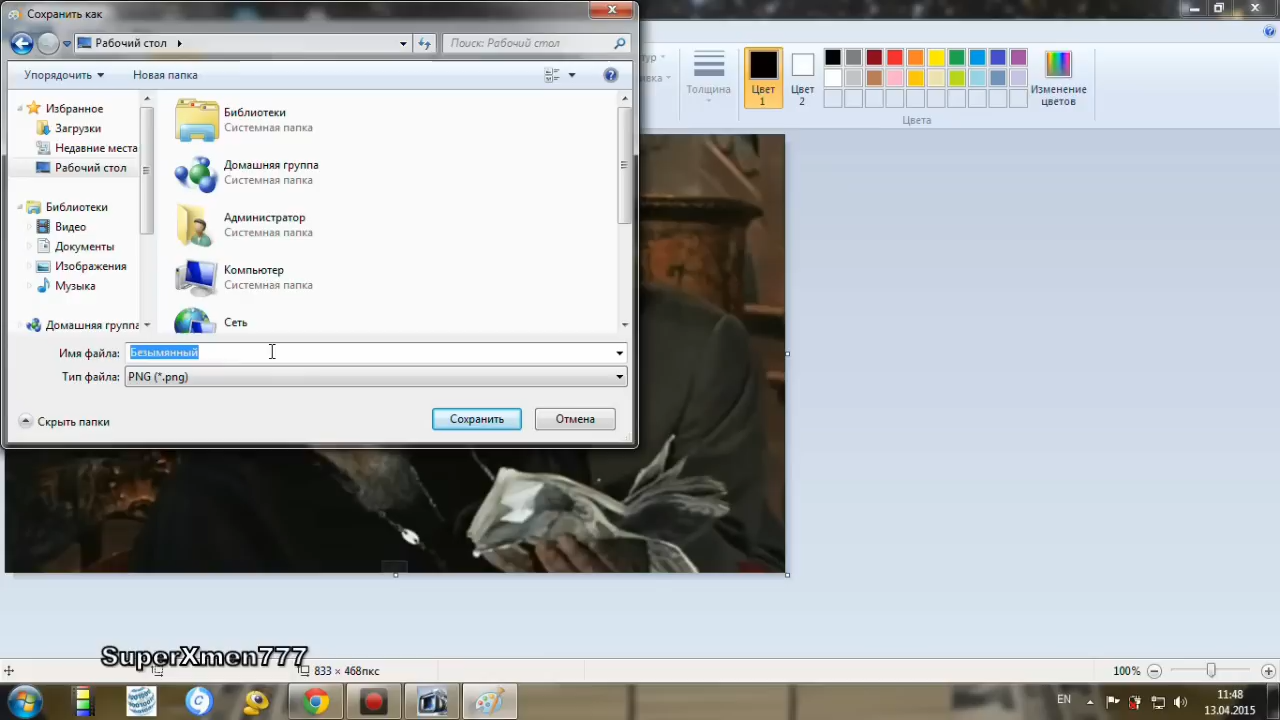 Сохранить как
Рабочий стол
Поиск: Рабочий стол
Упорядочить
Новая папка
Избранное
Загрузки
Недавние места
Рабочий стол
Библиотеки
Видео
Документы
Изображения
Музыка
Домашняя группа
Библиотеки
Системная папка
Домашняя группа
Системная папка
Администратор
Системная папка
Компьютер
Системная папка
Сеть
Имя файла:
Безымянный
Тип файла:
PNG (*.png)
Скрыть папки
Сохранить
Отмена
Толщина
Цвет
1
Цвет
2
Изменение
цветов
Цвета
SuperXmen777
833 × 468пкс
100%
EN
11:48
13.04.2015